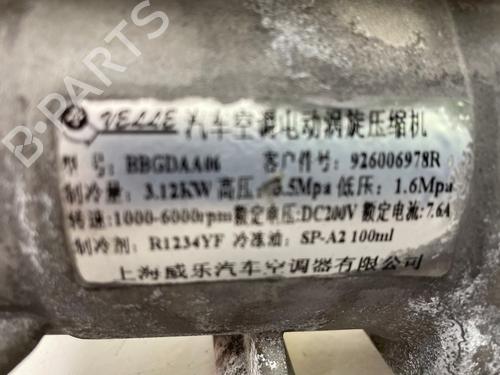 VELLE 汽车空调电动涡旋压缩机
型 号: BBGDAA06 客户件号: 926006978R
制冷量: 3.12KW 高压: 3.5Mpa 低压: 1.6Mpa
转速:1000-6000rpm 额定电压:DC200V 额定电流:7.6A
制冷剂: R1234YF 冷冻油: SP-A2 100ml
上海威乐汽车空调器有限公司
B-PARTS